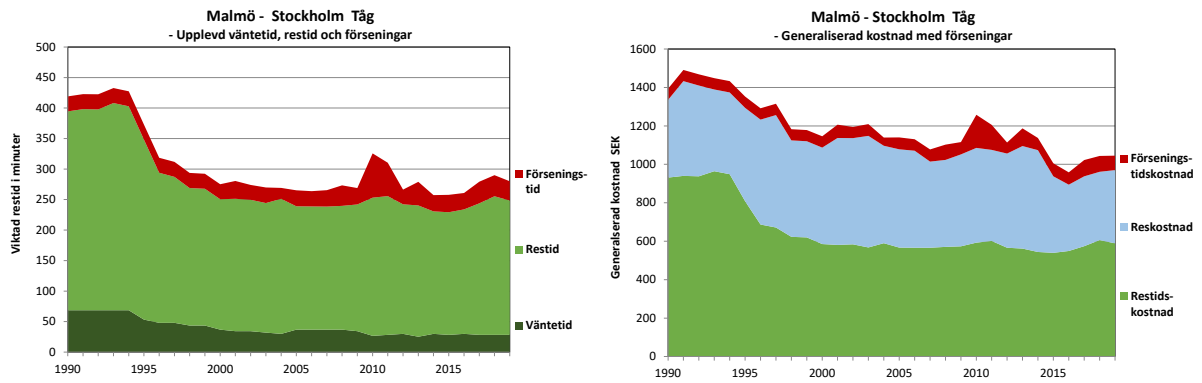 Malmö - Stockholm Tåg
- Upplevd väntetid, restid och förseningar
Viktad restid i minuter
500
450
400
350
300
250
200
150
100
50
0
1990
1995
2000
2005
2010
2015
Försenings-
tid
Restid
Väntetid
Malmö - Stockholm Tåg
- Generaliserad kostnad med förseningar
Generaliserad kostnad SEK
1600
1400
1200
1000
800
600
400
200
0
1990
1995
2000
2005
2010
2015
Försenings-
tidskostnad
Reskostnad
Restids-
kostnad